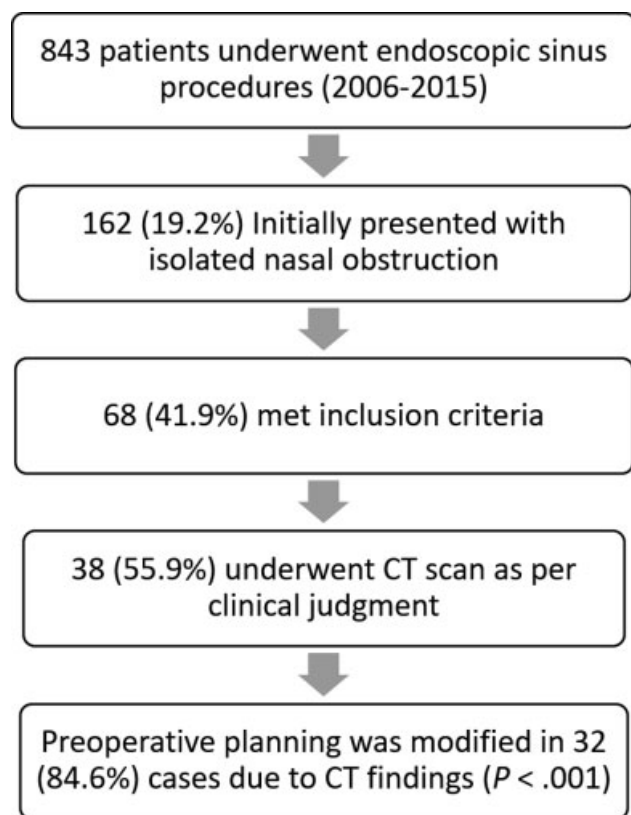 843 patients underwent endoscopic sinus
procedures (2006-2015)
162 (19.2%) Initially presented with
isolated nasal obstruction
68 (41.9%) met inclusion criteria
38 (55.9%) underwent CT scan as per
clinical judgment
Preoperative planning was modified in 32
(84.6%) cases due to CT findings (P < .001)